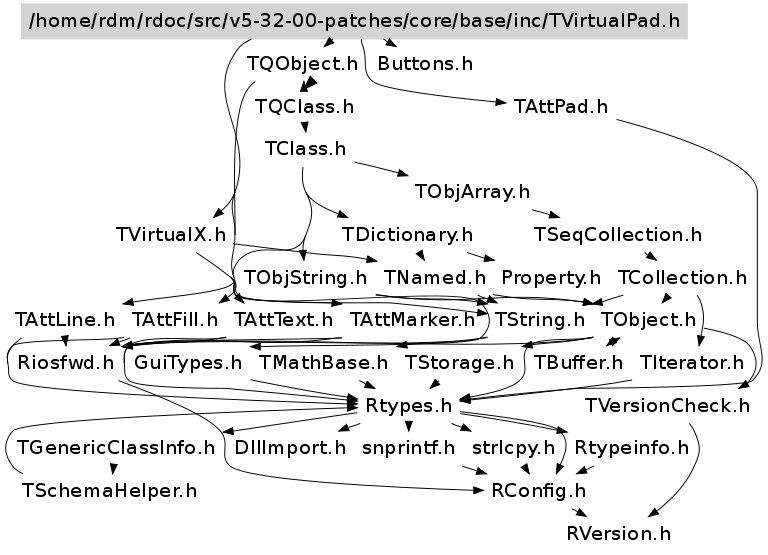 /home/rdm/rdoc/src/v5-32-00-patches/core/base/inc/TVirtualPad.h
TQObject.h Buttons.h
TQClass.h TAttPad.h
TClass.h
TObjArray.h
TVirtualX.h TDictionary.h TSeqCollection.h
TObjString.h TNamed.h Property.h TCollection.h
TAttLine.h TAttFill.h TAttText.h TAttMarker.h TString.h TObject.h
Riosfwd.h GuiTypes.h TMathBase.h TStorage.h TBuffer.h TIterator.h
Rtypes.h TVersionCheck.h
TGenericClassInfo.h DllImport.h snprintf.h strlcpy.h Rtypeinfo.h
TSchemaHelper.h RConfig.h
RVersion.h